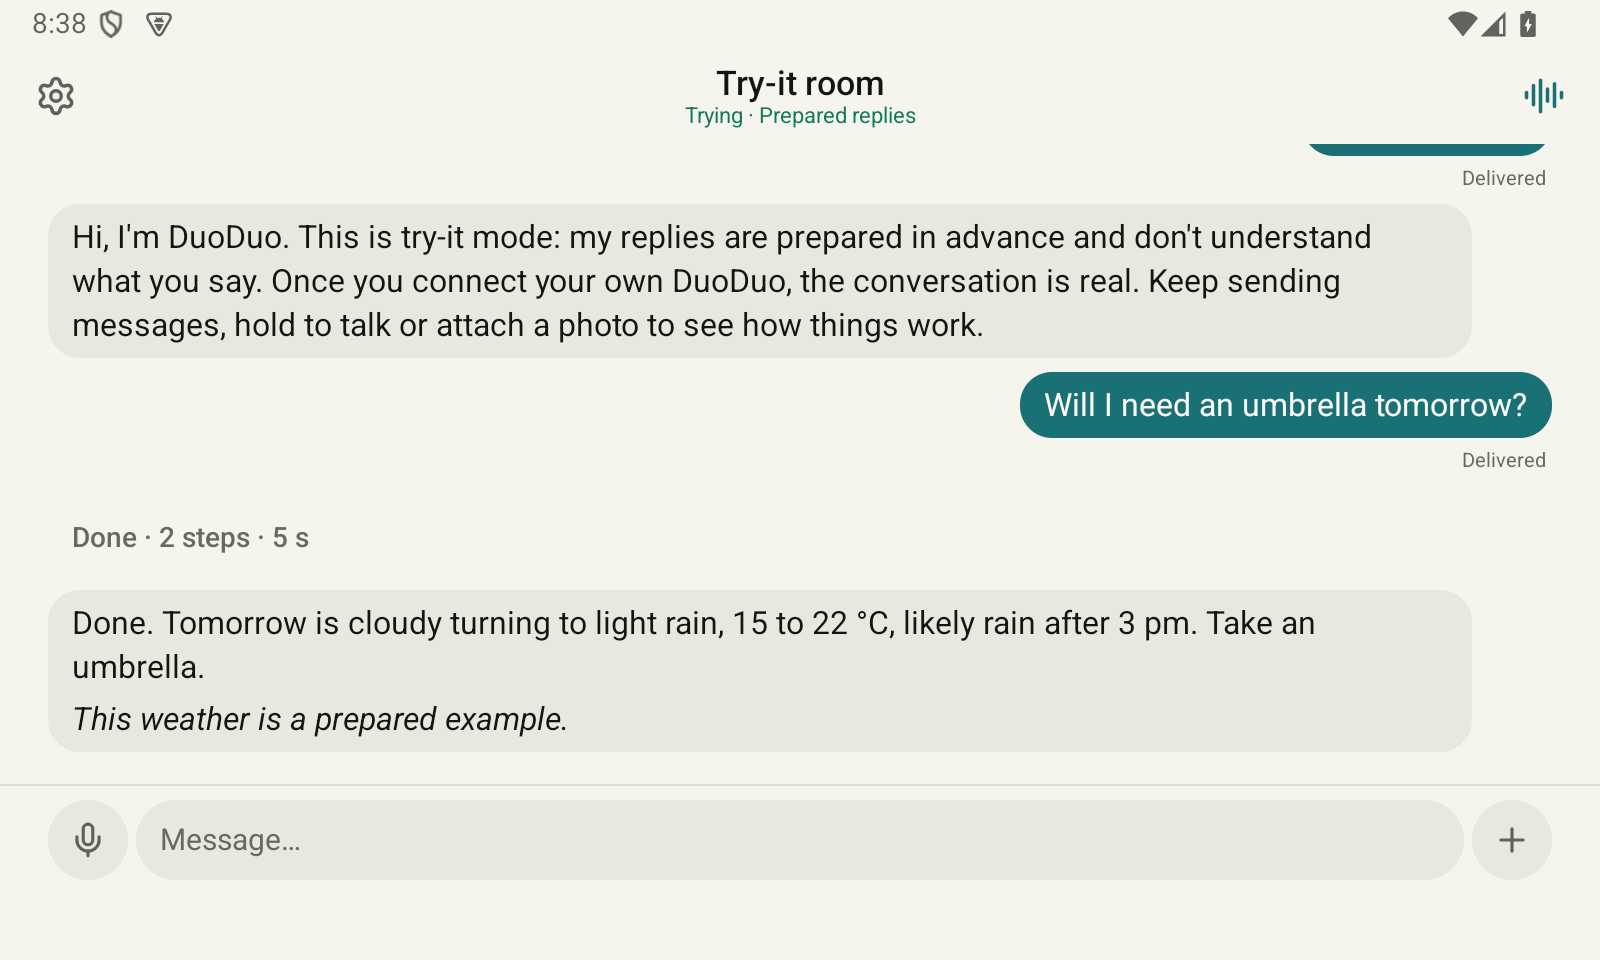 8:38
Try-it room
Trying · Prepared replies
Delivered
Hi, I'm DuoDuo. This is try-it mode: my replies are prepared in advance and don't understand
what you say. Once you connect your own DuoDuo, the conversation is real. Keep sending
messages, hold to talk or attach a photo to see how things work.
Will I need an umbrella tomorrow?
Delivered
Done · 2 steps · 5 s
Done. Tomorrow is cloudy turning to light rain, 15 to 22 °C, likely rain after 3 pm. Take an
umbrella.
This weather is a prepared example.
Message…